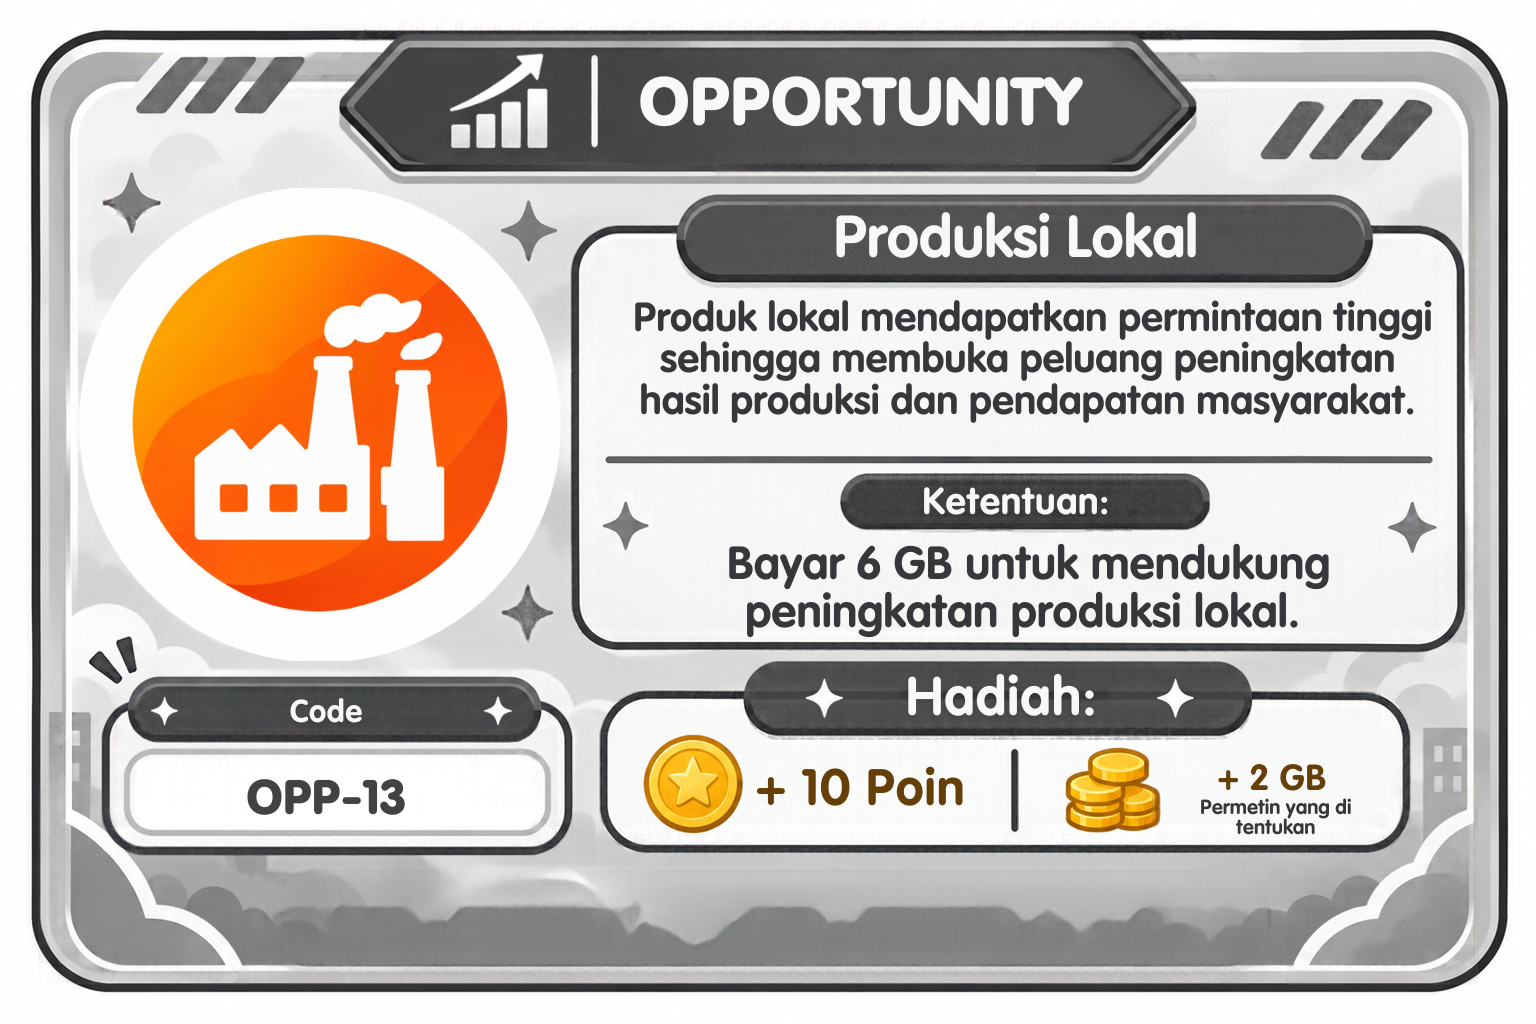 OPPORTUNITY
Produksi Lokal
Produk lokal mendapatkan permintaan tinggi
sehingga membuka peluang peningkatan
hasil produksi dan pendapatan masyarakat.
Ketentuan:
Bayar 6 GB untuk mendukung
peningkatan produksi lokal.
Code
OPP-13
Hadiah:
+ 10 Poin
+ 2 GB
Permetin yang di
tentukan